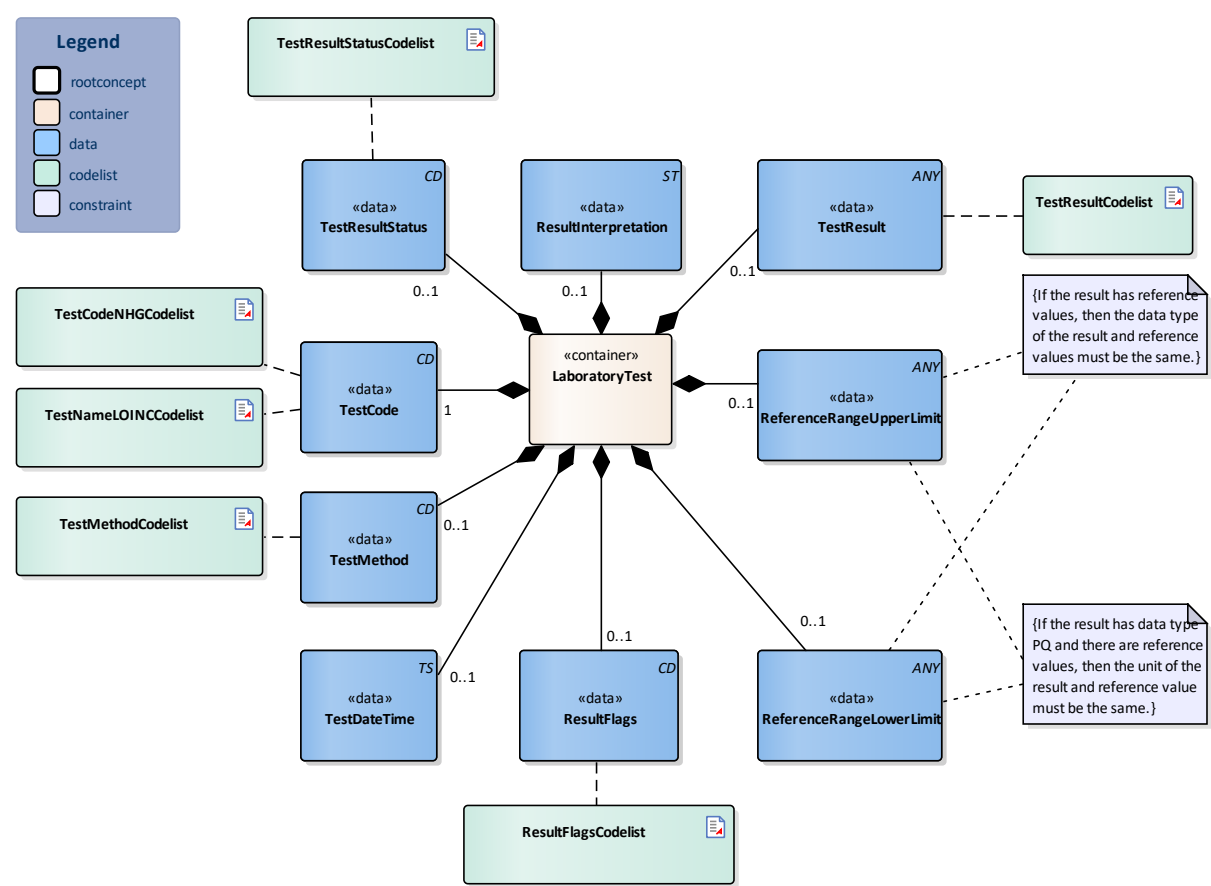 Legend
rootconcept
container
data
codelist
constraint
TestResultStatusCodelist
CD
«data»
TestResultStatus
0..1
ST
«data»
ResultInterpretation
0..1
ANY
«data»
TestResult
0..1
TestResultCodelist
{If the result has reference
values, then the data type
of the result and reference
values must be the same.}
TestCodeNHGCodelist
TestNameLOINCCodelist
CD
«data»
TestCode
1
«container»
LaboratoryTest
ANY
«data»
ReferenceRangeUpperLimit
0..1
TestMethodCodelist
CD
«data»
TestMethod
0..1
TS
«data»
TestDateTime
0..1
0..1
CD
«data»
ResultFlags
0..1
ANY
«data»
ReferenceRangeLowerLimit
{If the result has data type
PQ and there are reference
values, then the unit of the
result and reference value
must be the same.}
ResultFlagsCodelist